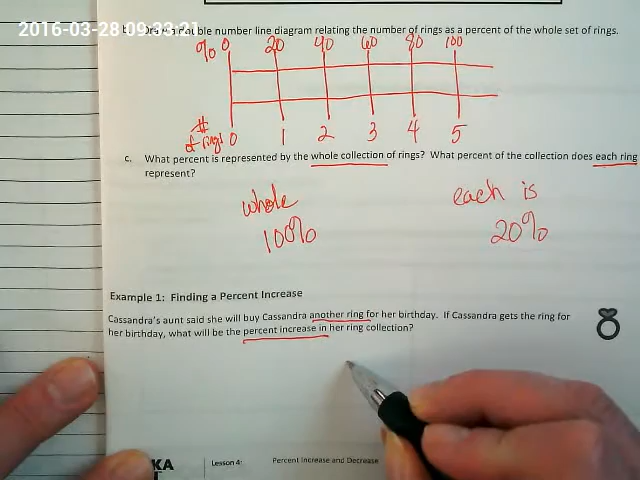 2016-03-28 09:33:21
b. Draw a double number line diagram relating the number of rings as a percent of the whole set of rings.
% 0 20 40 60 80 100
# of rings 0 1 2 3 4 5
c. What percent is represented by the whole collection of rings? What percent of the collection does each ring
represent?
whole each is
100% 20%
Example 1: Finding a Percent Increase
Cassandra's aunt said she will buy Cassandra another ring for her birthday. If Cassandra gets the ring for
her birthday, what will be the percent increase in her ring collection?
KA Lesson 4: Percent Increase and Decrease